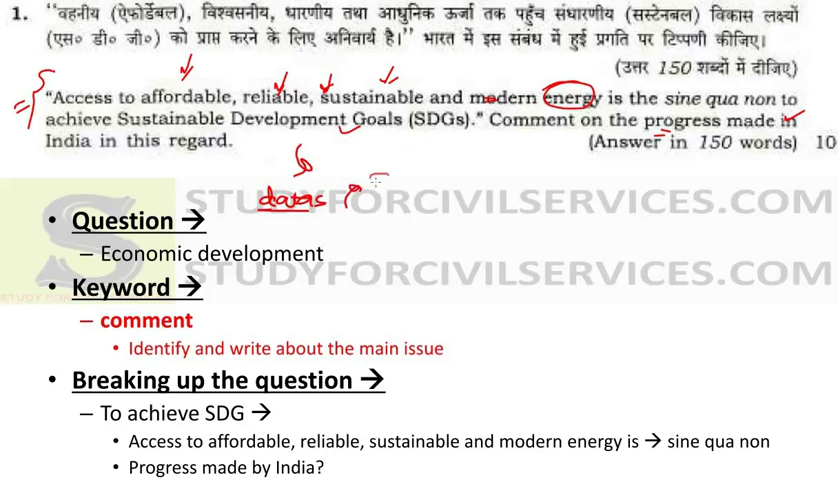 1. "वहनीय (ऐफोर्डेबल), विश्वसनीय, धारणीय तथा आधुनिक ऊर्जा तक पहुँच संधारणीय (सस्टेनबल) विकास लक्ष्यों
(एस० डी० जी०) को प्राप्त करने के लिए अनिवार्य है।" भारत में इस संबंध में हुई प्रगति पर टिप्पणी कीजिए।
(उत्तर 150 शब्दों में दीजिए)
"Access to affordable, reliable, sustainable and modern energy is the sine qua non to
achieve Sustainable Development Goals (SDGs)." Comment on the progress made in
India in this regard. (Answer in 150 words) 10
datas
STUDYFORCIVILSERVICES.COM
• Question →
– Economic development
STUDYFORCIVILSERVICES.COM
• Keyword →
– comment
• Identify and write about the main issue
• Breaking up the question →
– To achieve SDG →
• Access to affordable, reliable, sustainable and modern energy is → sine qua non
• Progress made by India?